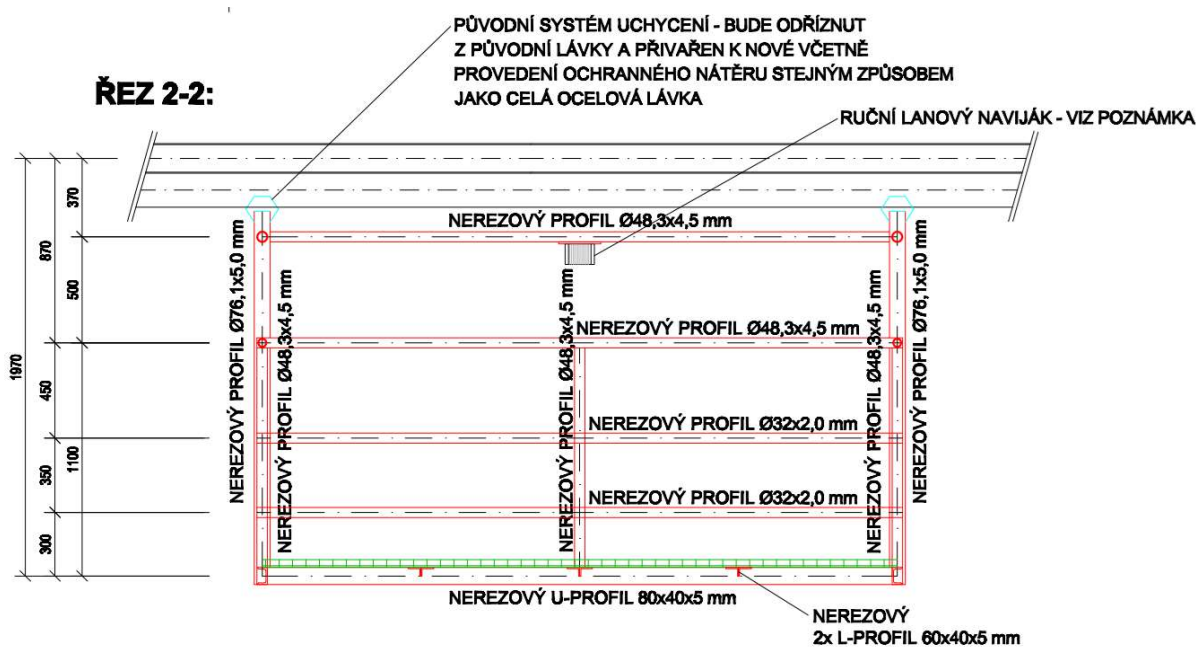 PŮVODNÍ SYSTÉM UCHYCENÍ - BUDE ODŘÍZNUT
Z PŮVODNÍ LÁVKY A PŘIVAŘEN K NOVÉ VČETNĚ
PROVEDENÍ OCHRANNÉHO NÁTĚRU STEJNÝM ZPŮSOBEM
JAKO CELÁ OCELOVÁ LÁVKA
ŘEZ 2-2:
RUČNÍ LANOVÝ NAVIJÁK - VIZ POZNÁMKA
370
870
500
1970
450
1100
350
300
NEREZOVÝ PROFIL Ø48,3x4,5 mm
NEREZOVÝ PROFIL Ø76,1x5,0 mm
NEREZOVÝ PROFIL Ø48,3x4,5 mm
NEREZOVÝ PROFIL Ø48,3x4,5 mm
NEREZOVÝ PROFIL Ø48,3x4,5 mm
NEREZOVÝ PROFIL Ø76,1x5,0 mm
NEREZOVÝ PROFIL Ø48,3x4,5 mm
NEREZOVÝ PROFIL Ø32x2,0 mm
NEREZOVÝ PROFIL Ø32x2,0 mm
NEREZOVÝ U-PROFIL 80x40x5 mm
NEREZOVÝ
2x L-PROFIL 60x40x5 mm